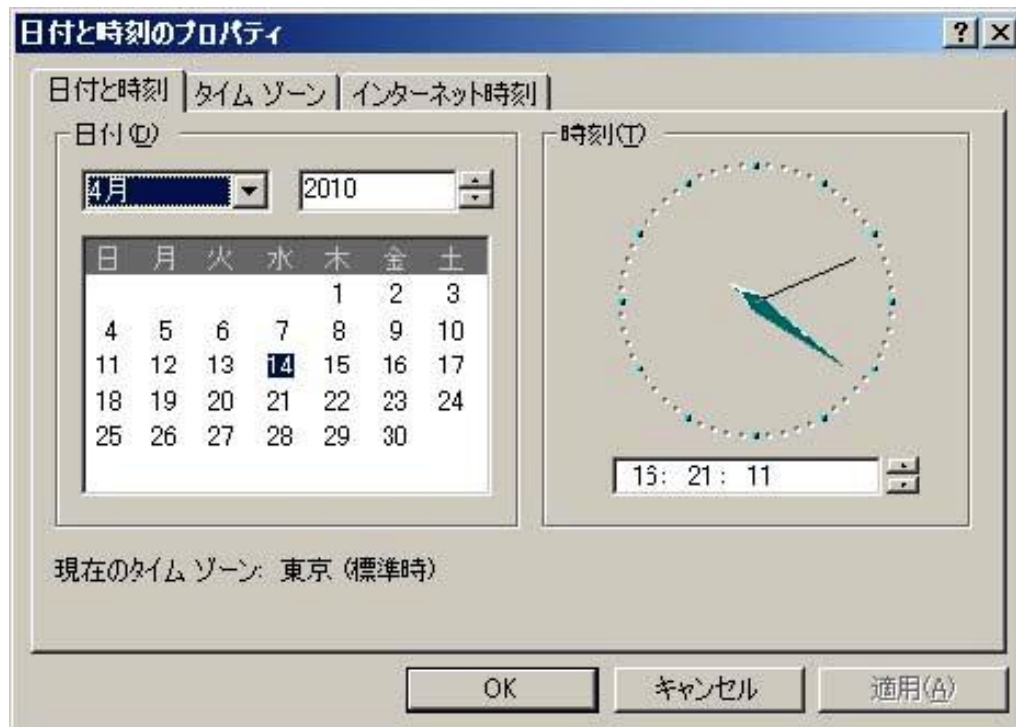 日付と時刻のプロパティ
日付と時刻 タイム ゾーン インターネット時刻
日付(D)
4月 2010
日 月 火 水 木 金 土
1 2 3
4 5 6 7 8 9 10
11 12 13 14 15 16 17
18 19 20 21 22 23 24
25 26 27 28 29 30
時刻(T)
16: 21: 11
現在のタイム ゾーン: 東京 (標準時)
OK キャンセル 適用(A)